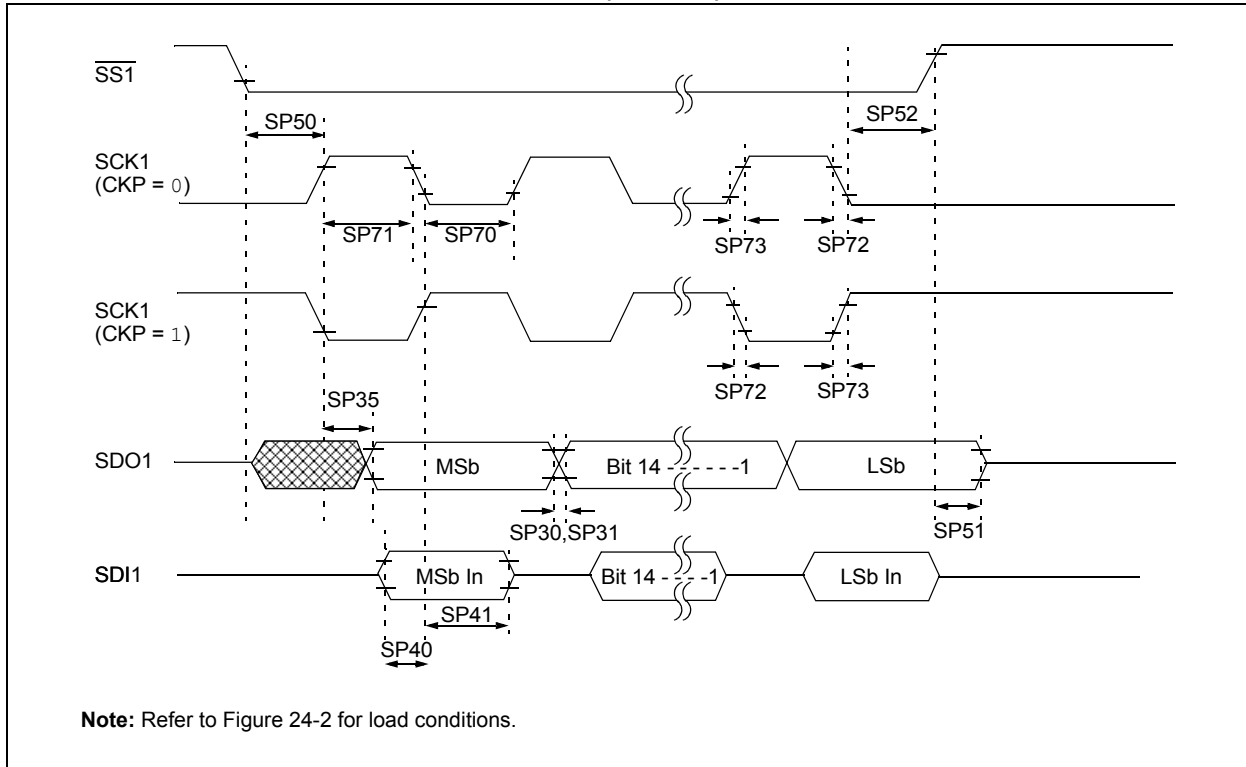 SS1
SP50
SP52
SCK1
(CKP = 0)
SP71
SP70
SP73
SP72
SCK1
(CKP = 1)
SP72
SP73
SP35
SDO1
MSb
Bit 14 - - - - - -1
LSb
SP30,SP31
SP51
SDI1
MSb In
Bit 14 - - - -1
LSb In
SP41
SP40
Note: Refer to Figure 24-2 for load conditions.